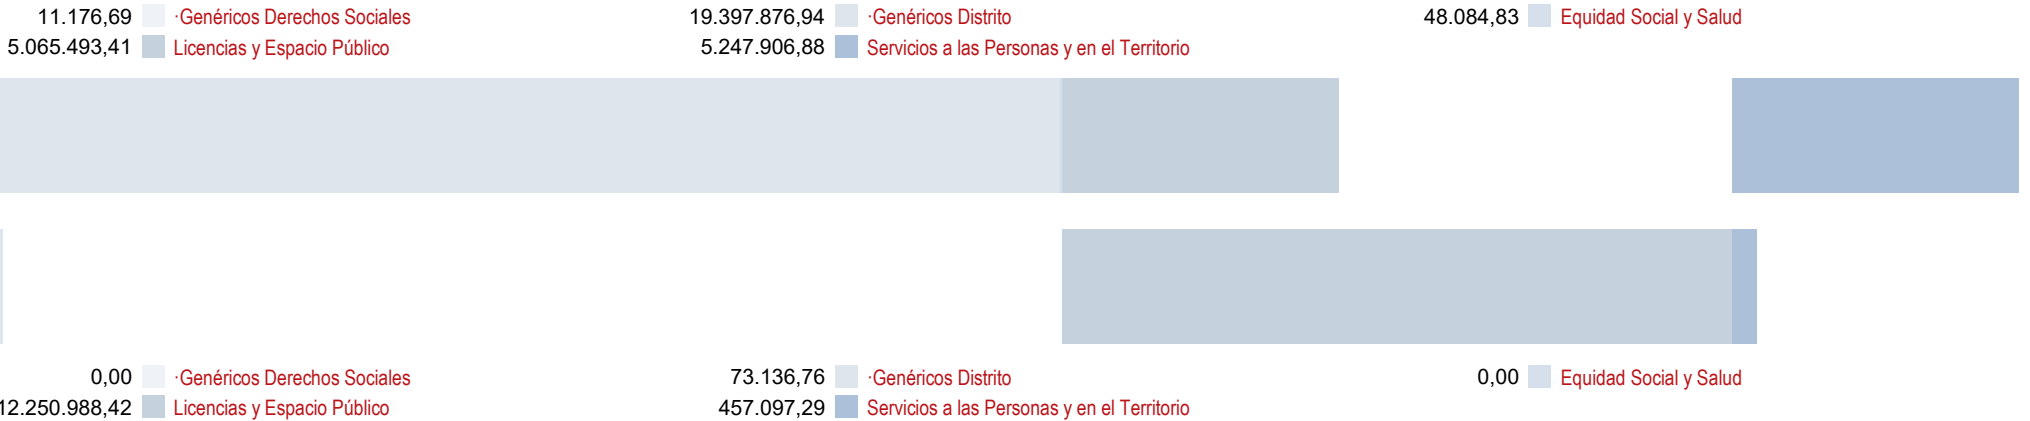 11.176,69 ·Genéricos Derechos Sociales 19.397.876,94 ·Genéricos Distrito 48.084,83 Equidad Social y Salud
5.065.493,41 Licencias y Espacio Público 5.247.906,88 Servicios a las Personas y en el Territorio
0,00 ·Genéricos Derechos Sociales 73.136,76 ·Genéricos Distrito 0,00 Equidad Social y Salud
12.250.988,42 Licencias y Espacio Público 457.097,29 Servicios a las Personas y en el Territorio